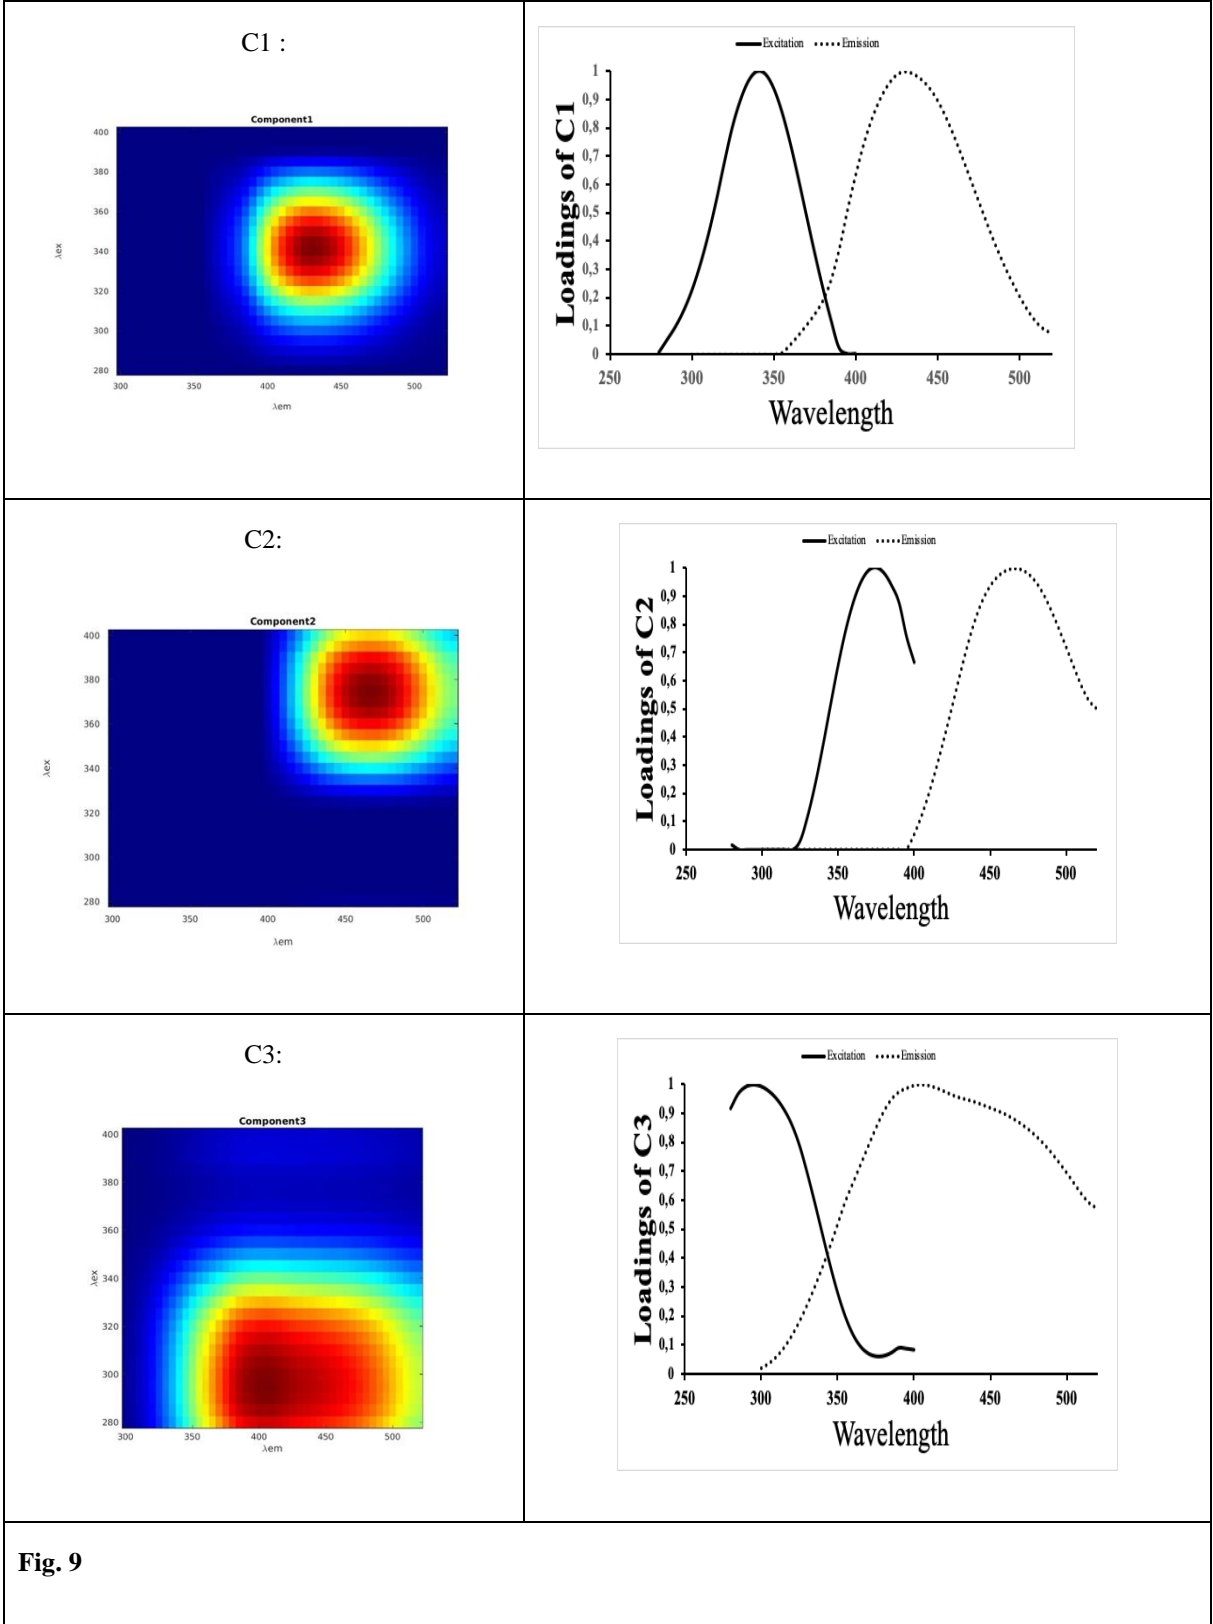 C1 :
Component1
400
380
360
340
320
300
280
λex
300 350 400 450 500
λem
Excitation Emission
Loadings of C1
1
0,9
0,8
0,7
0,6
0,5
0,4
0,3
0,2
0,1
0
250 300 350 400 450 500
Wavelength
C2:
Component2
400
380
360
340
320
300
280
λex
300 350 400 450 500
λem
Excitation Emission
Loadings of C2
1
0,9
0,8
0,7
0,6
0,5
0,4
0,3
0,2
0,1
0
250 300 350 400 450 500
Wavelength
C3:
Component3
400
380
360
340
320
300
280
λex
300 350 400 450 500
λem
Excitation Emission
Loadings of C3
1
0,9
0,8
0,7
0,6
0,5
0,4
0,3
0,2
0,1
0
250 300 350 400 450 500
Wavelength
Fig. 9